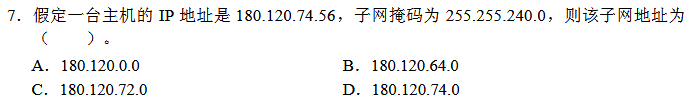 7．假定一台主机的 IP 地址是 180.120.74.56，子网掩码为 255.255.240.0，则该子网地址为
（　　）。
A．180.120.0.0　　B．180.120.64.0
C．180.120.72.0　　D．180.120.74.0